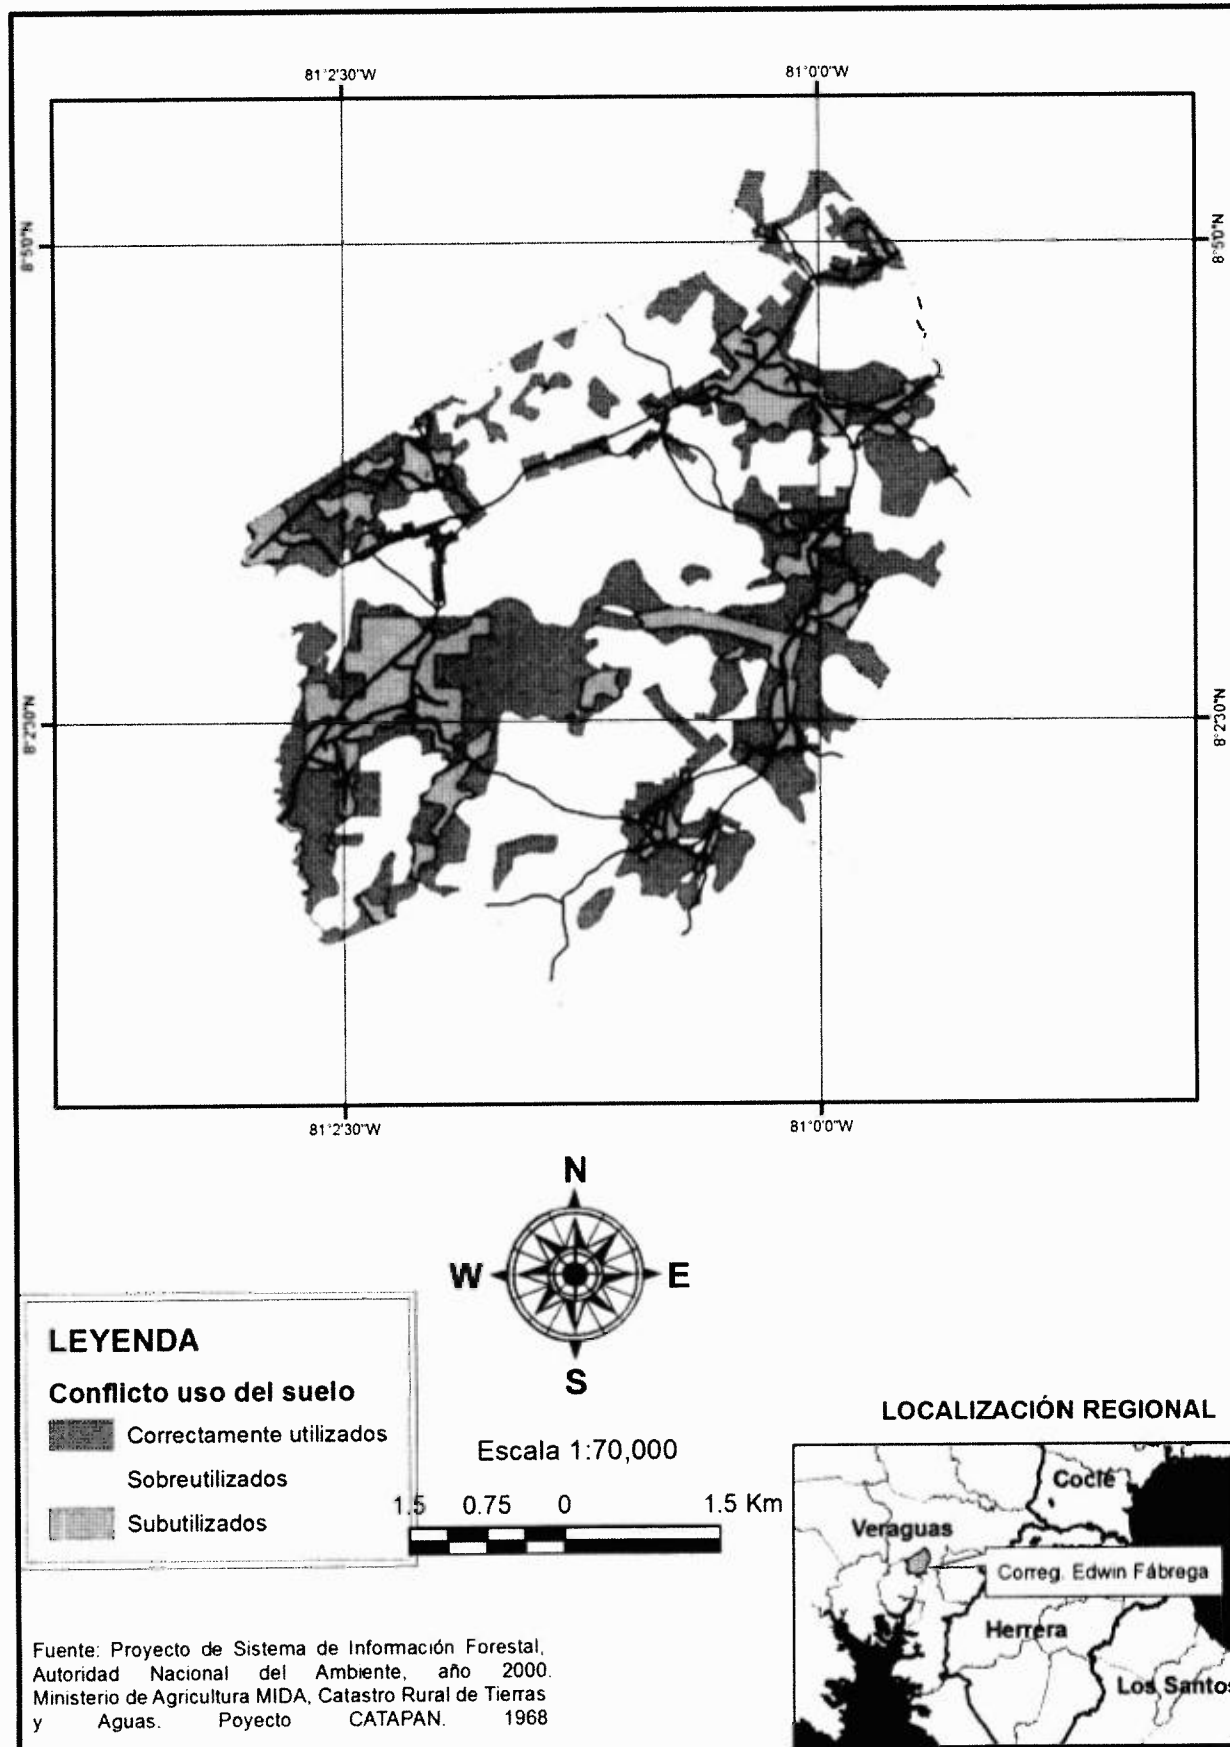 81°2'30"W
81°0'0"W
8°5'0"N
8°5'0"N
8°2'30"N
8°2'30"N
81°2'30"W
81°0'0"W
N
W
E
S
LEYENDA
Conflicto uso del suelo
Correctamente utilizados
Sobreutilizados
Subutilizados
Escala 1:70,000
1.5 0.75 0 1.5 Km
LOCALIZACIÓN REGIONAL
Coclé
Veraguas
Correg. Edwin Fábrega
Herrera
Los Santos
Fuente: Proyecto de Sistema de Información Forestal,
Autoridad Nacional del Ambiente, año 2000.
Ministerio de Agricultura MIDA, Catastro Rural de Tierras
y Aguas. Poyecto CATAPAN. 1968